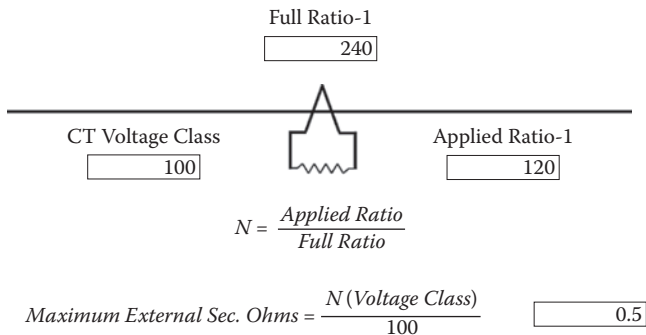 Full Ratio-1
240
CT Voltage Class
100
Applied Ratio-1
120
N = Applied Ratio / Full Ratio
Maximum External Sec. Ohms = N (Voltage Class) / 100
0.5